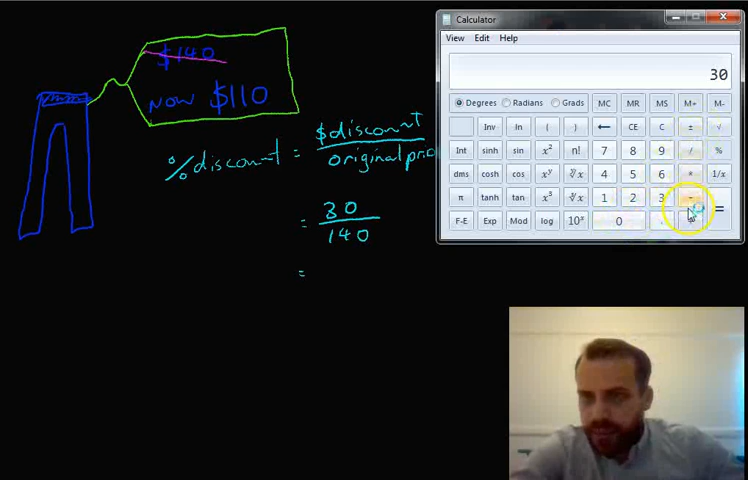 $140
now $110
%discount = $discount
original
= 30
140
=
Calculator
View Edit Help
30
Degrees Radians Grads MC MR MS M+ M-
Inv ln ( ) ← CE C ± √
Int sinh sin x² n! 7 8 9 / %
dms cosh cos xʸ ʸ√x 4 5 6 * 1/x
π tanh tan x³ ³√x 1 2 3 - =
F-E Exp Mod log 10ˣ 0 .